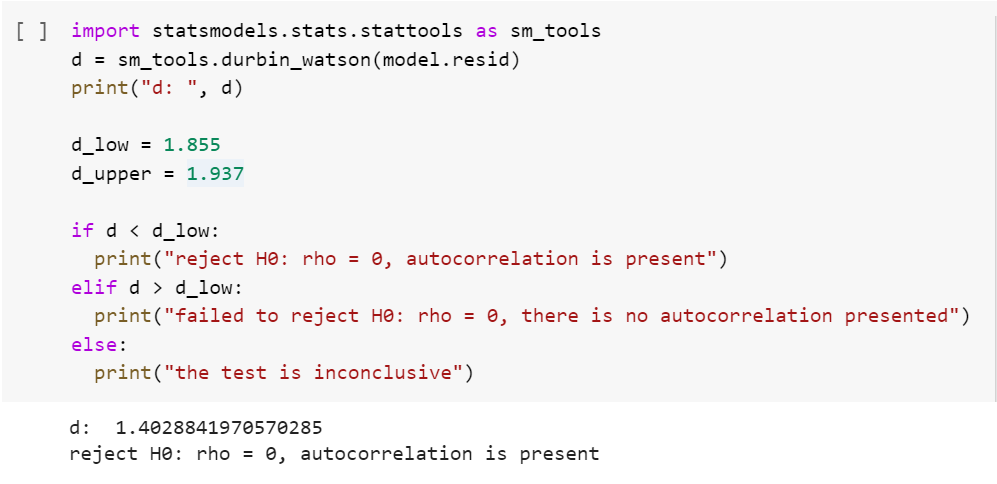 [ ] import statsmodels.stats.stattools as sm_tools
d = sm_tools.durbin_watson(model.resid)
print("d: ", d)

d_low = 1.855
d_upper = 1.937

if d < d_low:
  print("reject H0: rho = 0, autocorrelation is present")
elif d > d_low:
  print("failed to reject H0: rho = 0, there is no autocorrelation presented")
else:
  print("the test is inconclusive")

d:  1.4028841970570285
reject H0: rho = 0, autocorrelation is present